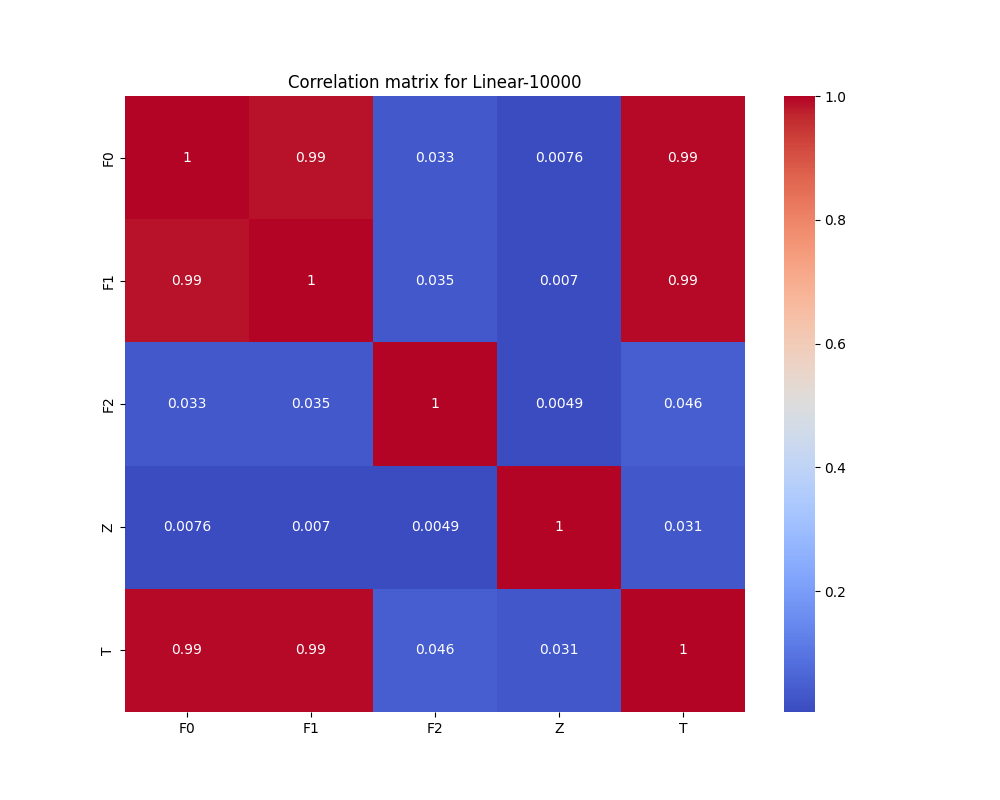 Correlation matrix for Linear-10000
F0 1 0.99 0.033 0.0076 0.99
F1 0.99 1 0.035 0.007 0.99
F2 0.033 0.035 1 0.0049 0.046
Z 0.0076 0.007 0.0049 1 0.031
T 0.99 0.99 0.046 0.031 1
F0 F1 F2 Z T
1.0
0.8
0.6
0.4
0.2